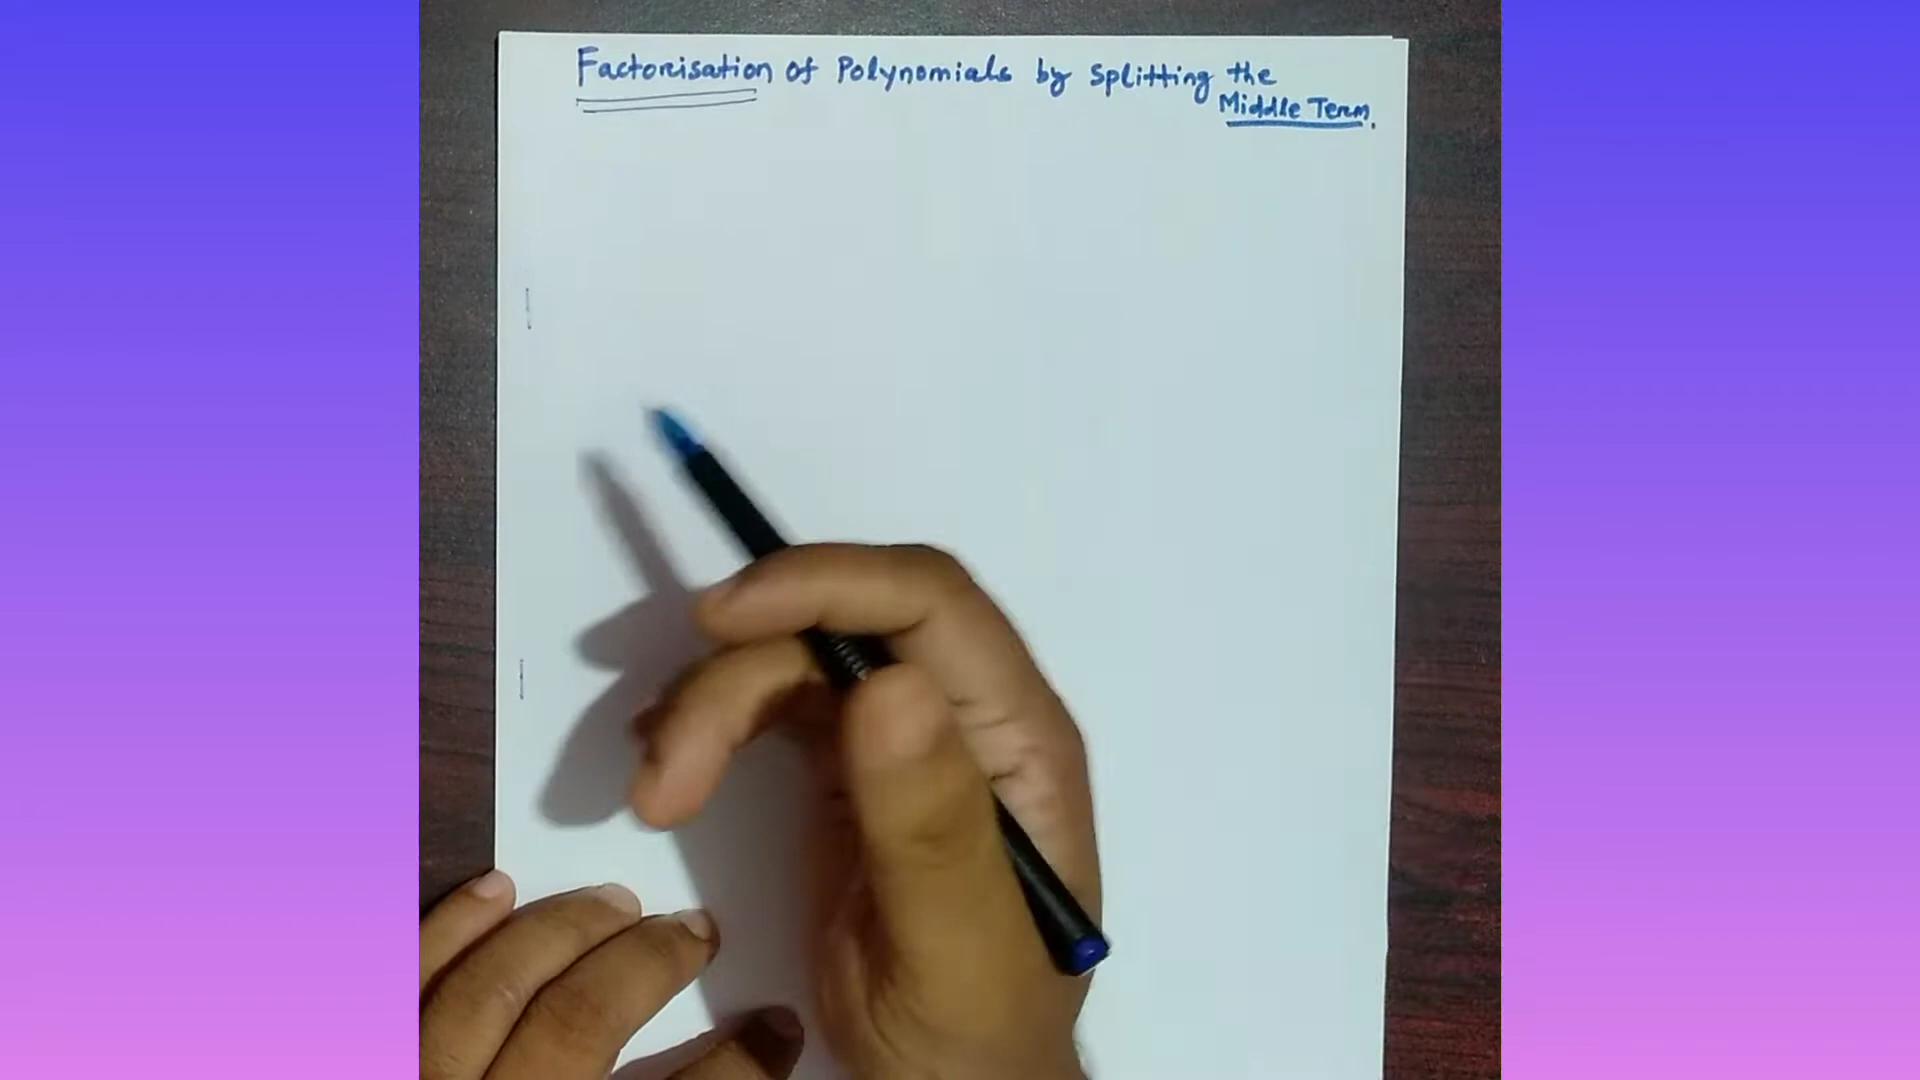 Factorisation of Polynomials by splitting the
Middle Term.